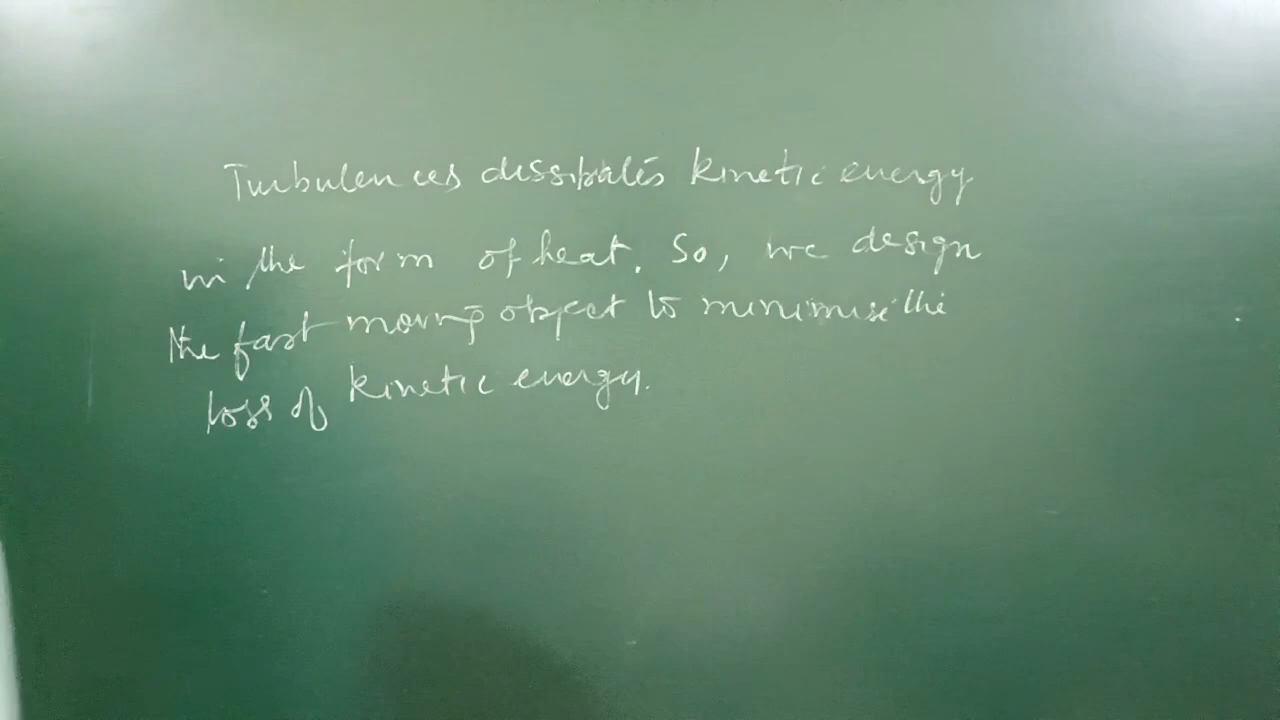 Turbulences dissipates kinetic energy
in the form of heat. So, we design
the fast moving object to minimise the
loss of kinetic energy.